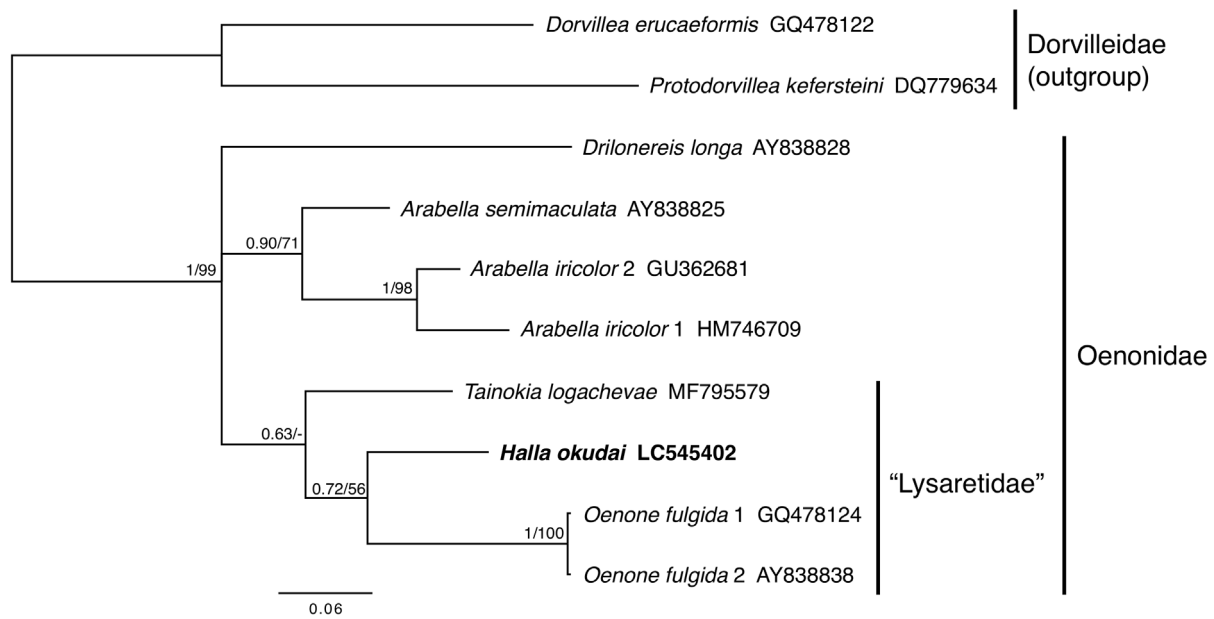 Dorvillea erucaeformis GQ478122
Dorvilleidae
(outgroup)
Protodorvillea kefersteini DQ779634
Drilonereis longa AY838828
Arabella semimaculata AY838825
0.90/71
1/99
Arabella iricolor 2 GU362681
1/98
Arabella iricolor 1 HM746709
Oenonidae
Tainokia logachevae MF795579
0.63/-
Halla okudai LC545402
0.72/56
"Lysaretidae"
Oenone fulgida 1 GQ478124
1/100
Oenone fulgida 2 AY838838
0.06